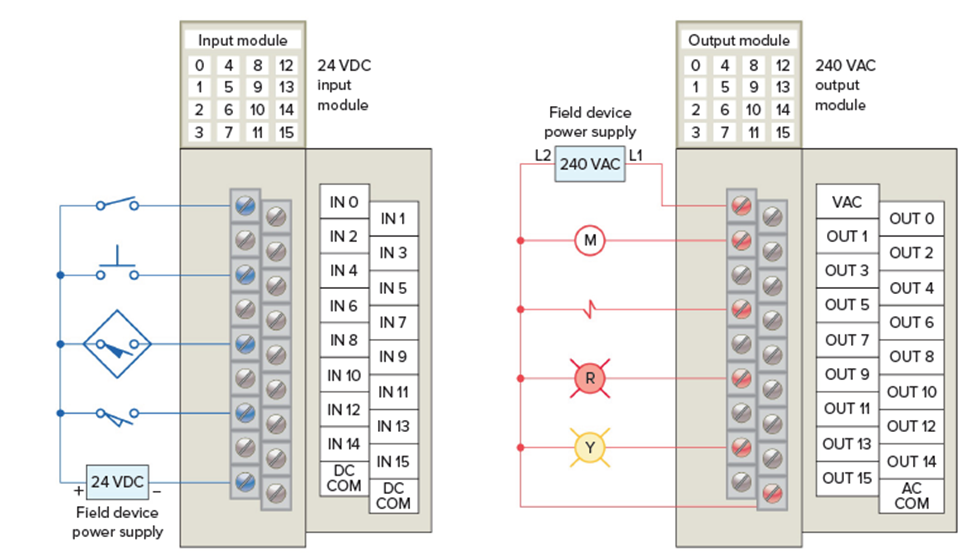 Input module
0 4 8 12
1 5 9 13
2 6 10 14
3 7 11 15
24 VDC
input
module
IN 0
IN 1
IN 2
IN 3
IN 4
IN 5
IN 6
IN 7
IN 8
IN 9
IN 10
IN 11
IN 12
IN 13
IN 14
IN 15
DC
COM
DC
COM
+ 24 VDC –
Field device
power supply
Output module
0 4 8 12
1 5 9 13
2 6 10 14
3 7 11 15
240 VAC
output
module
Field device
power supply
L2 240 VAC L1
M
R
Y
VAC
OUT 0
OUT 1
OUT 2
OUT 3
OUT 4
OUT 5
OUT 6
OUT 7
OUT 8
OUT 9
OUT 10
OUT 11
OUT 12
OUT 13
OUT 14
OUT 15
AC
COM